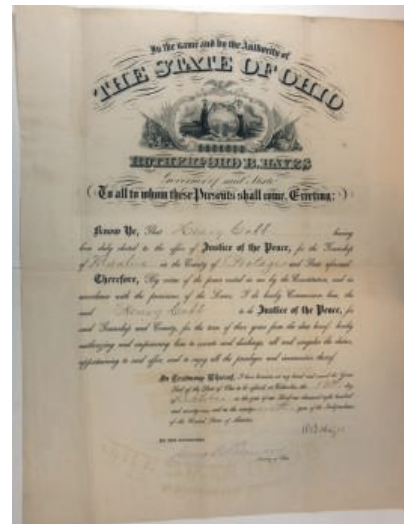 In the name and by the Authority of
THE STATE OF OHIO
RUTHERFORD B. HAYES
Governor of said State
To all to whom these Presents shall come, Greeting:
Know Ye, That Henry Cobb having
been duly elected to the office of Justice of the Peace, for the Township
of in the County of Portage and State aforesaid
Therefore, By virtue of the power vested in me by the Constitution, and in
accordance with the provisions of the Laws, I do hereby Commission him, the
said Henry Cobb to be Justice of the Peace, for
said Township and County, for the term of three years from the date hereof, hereby
authorizing and empowering him to execute and discharge, all and singular the duties,
appertaining to said office, and to enjoy all the privileges and immunities thereof.
In Testimony Whereof, I have hereunto set my hand and caused the Great
Seal of the State of Ohio to be affixed, at Columbus, the day
of October in the year of our Lord one thousand eight hundred
and and in the ninety year of the Independence
of the United States of America.
R B Hayes
BY THE GOVERNOR:
Secretary of State